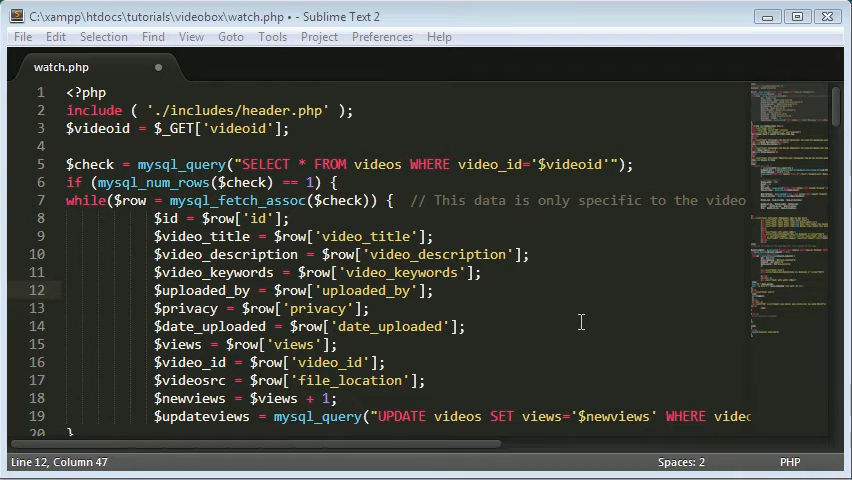 C:\xampp\htdocs\tutorials\videobox\watch.php • - Sublime Text 2
File Edit Selection Find View Goto Tools Project Preferences Help
watch.php
1 <?php
2 include ( './includes/header.php' );
3 $videoid = $_GET['videoid'];
4
5 $check = mysql_query("SELECT * FROM videos WHERE video_id='$videoid'");
6 if (mysql_num_rows($check) == 1) {
7 while($row = mysql_fetch_assoc($check)) { // This data is only specific to the video
8 $id = $row['id'];
9 $video_title = $row['video_title'];
10 $video_description = $row['video_description'];
11 $video_keywords = $row['video_keywords'];
12 $uploaded_by = $row['uploaded_by'];
13 $privacy = $row['privacy'];
14 $date_uploaded = $row['date_uploaded'];
15 $views = $row['views'];
16 $video_id = $row['video_id'];
17 $videosrc = $row['file_location'];
18 $newviews = $views + 1;
19 $updateviews = mysql_query("UPDATE videos SET views='$newviews' WHERE video
20 }
Line 12, Column 47 Spaces: 2 PHP